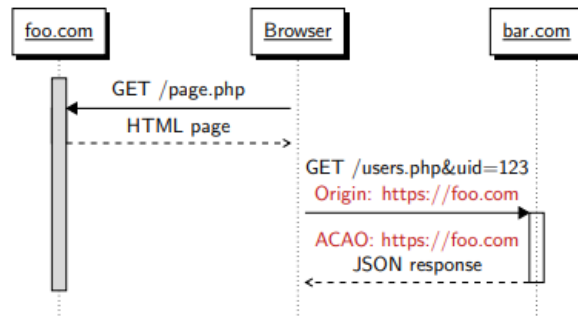 foo.com
Browser
bar.com
GET /page.php
HTML page
GET /users.php&uid=123
Origin: https://foo.com
ACAO: https://foo.com
JSON response